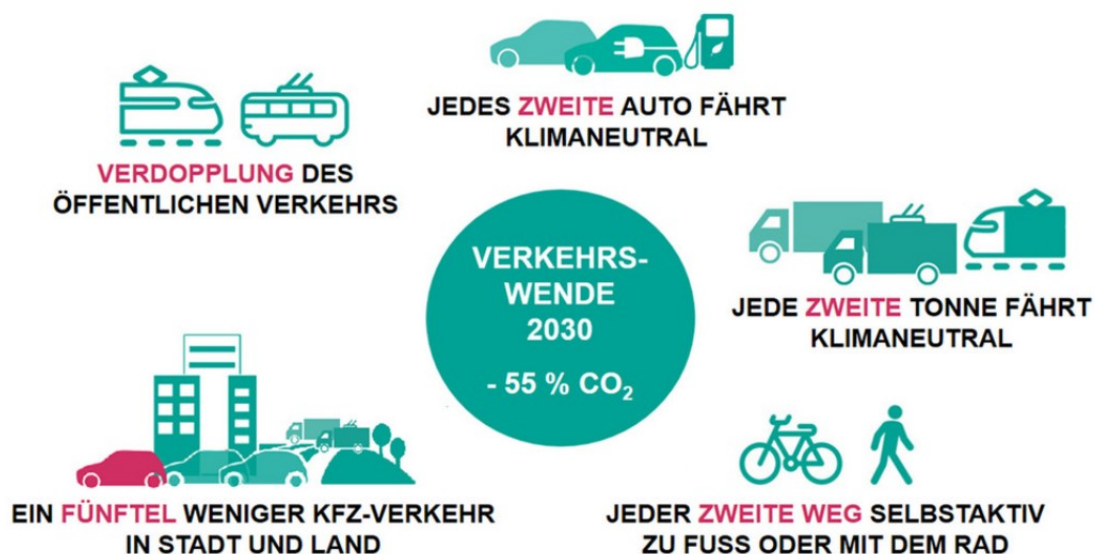 JEDES ZWEITE AUTO FÄHRT
KLIMANEUTRAL
VERDOPPLUNG DES
ÖFFENTLICHEN VERKEHRS
VERKEHRS-
WENDE
2030
- 55 % CO₂
JEDE ZWEITE TONNE FÄHRT
KLIMANEUTRAL
EIN FÜNFTEL WENIGER KFZ-VERKEHR
IN STADT UND LAND
JEDER ZWEITE WEG SELBSTAKTIV
ZU FUSS ODER MIT DEM RAD